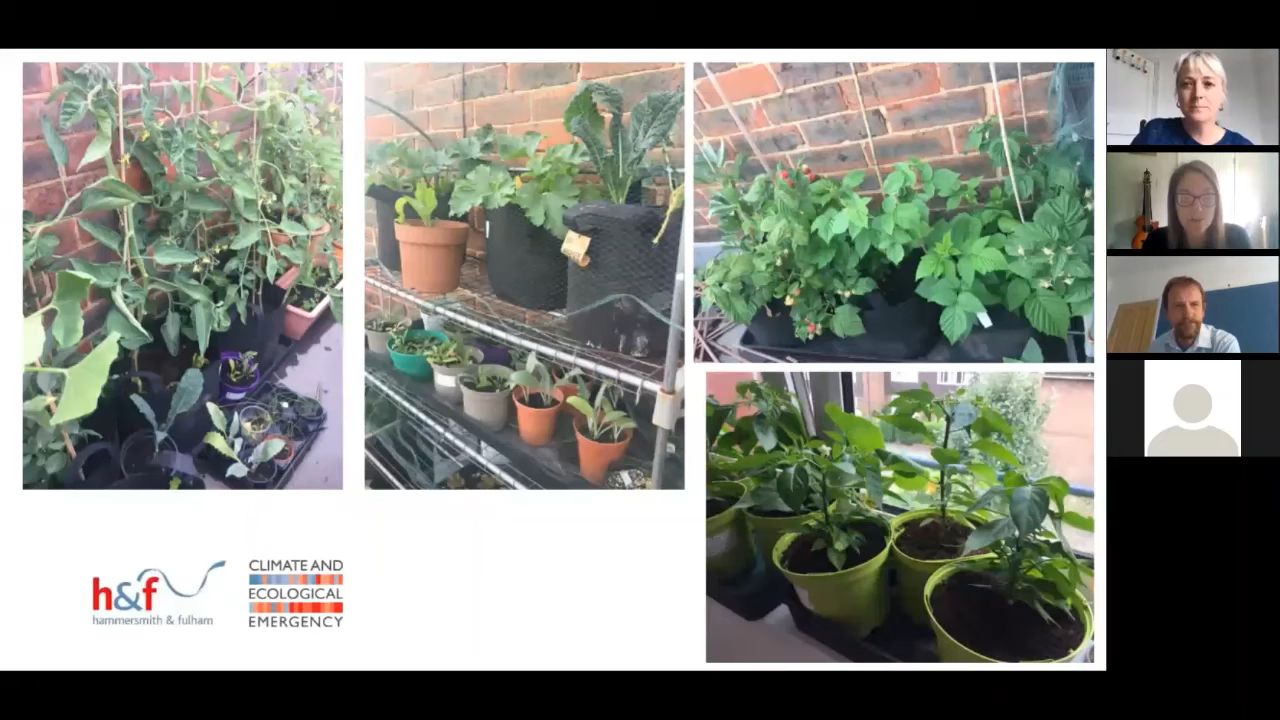 h&f
hammersmith & fulham
CLIMATE AND
ECOLOGICAL
EMERGENCY